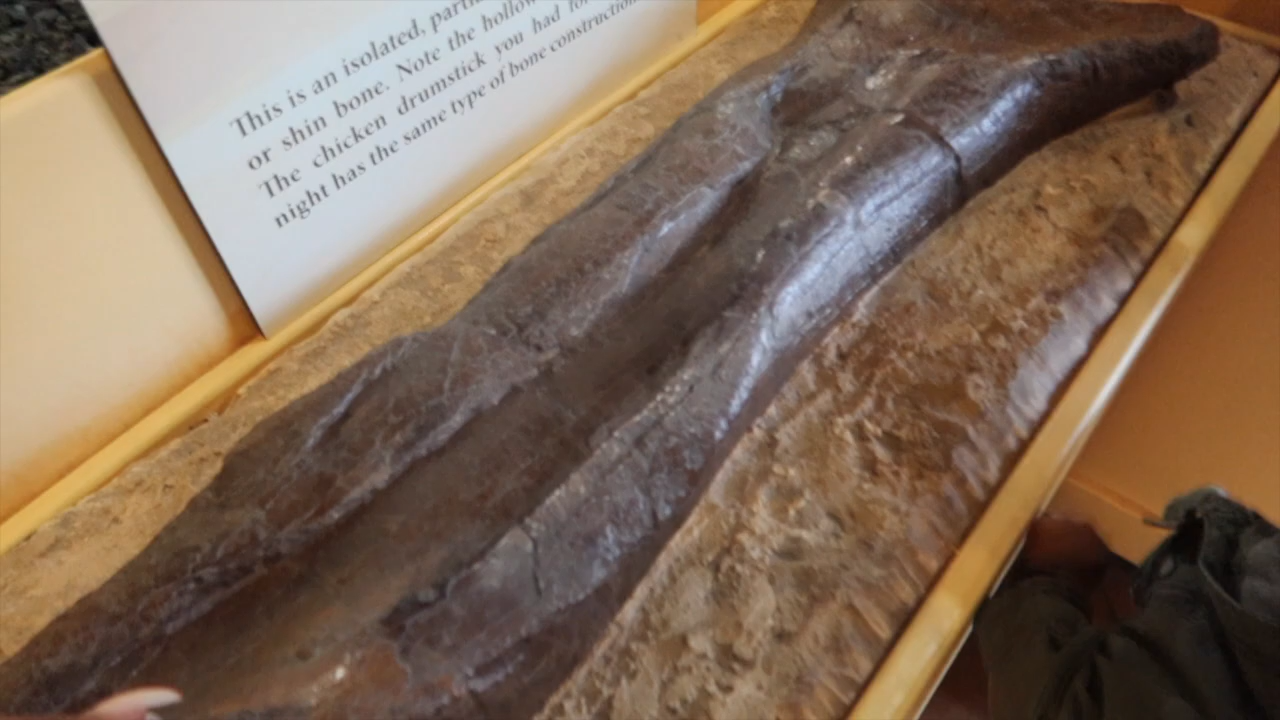 This is an isolated,
or shin bone. Note the hollow
The chicken drumstick you had
night has the same type of bone construction